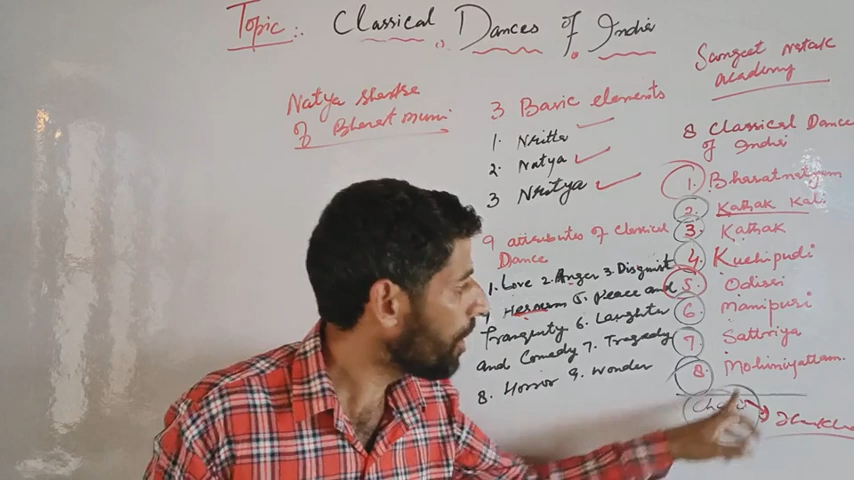 Topic:. Classical Dances of India
Natya Shastra
of Bharat muni
3 Basic elements
1. Nritta
2. Natya
3 Nritya
9 attributes of classical
Dance
1. Love 2. Anger 3. Disgust
Heroism 5. Peace and
Tranquity 6. Laughter
and Comedy 7. Tragedy
8. Horror 9. Wonder
Sangeet natak
academy
8 Classical Dance
of India
1. Bharatnatyam
2. Kathak Kali
3. Kathak
4. Kuchipudi
5. Odissi
6. Manipuri
7. Sattriya
8. Mohiniyattam.